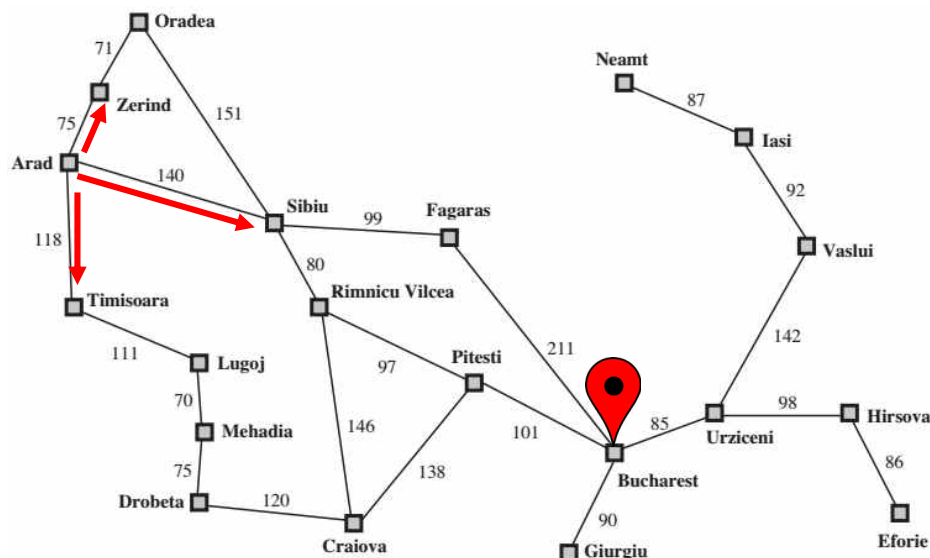 Oradea
71
Neamt
Zerind
87
75
151
Iasi
Arad
140
92
Sibiu
Fagaras
99
118
Vaslui
80
Timisoara
Rimnicu Vilcea
142
111
211
Lugoj
97
Pitesti
70
98
Hirsova
146
85
Mehadia
101
Urziceni
75
138
86
Bucharest
Drobeta
120
90
Craiova
Eforie
Giurgiu